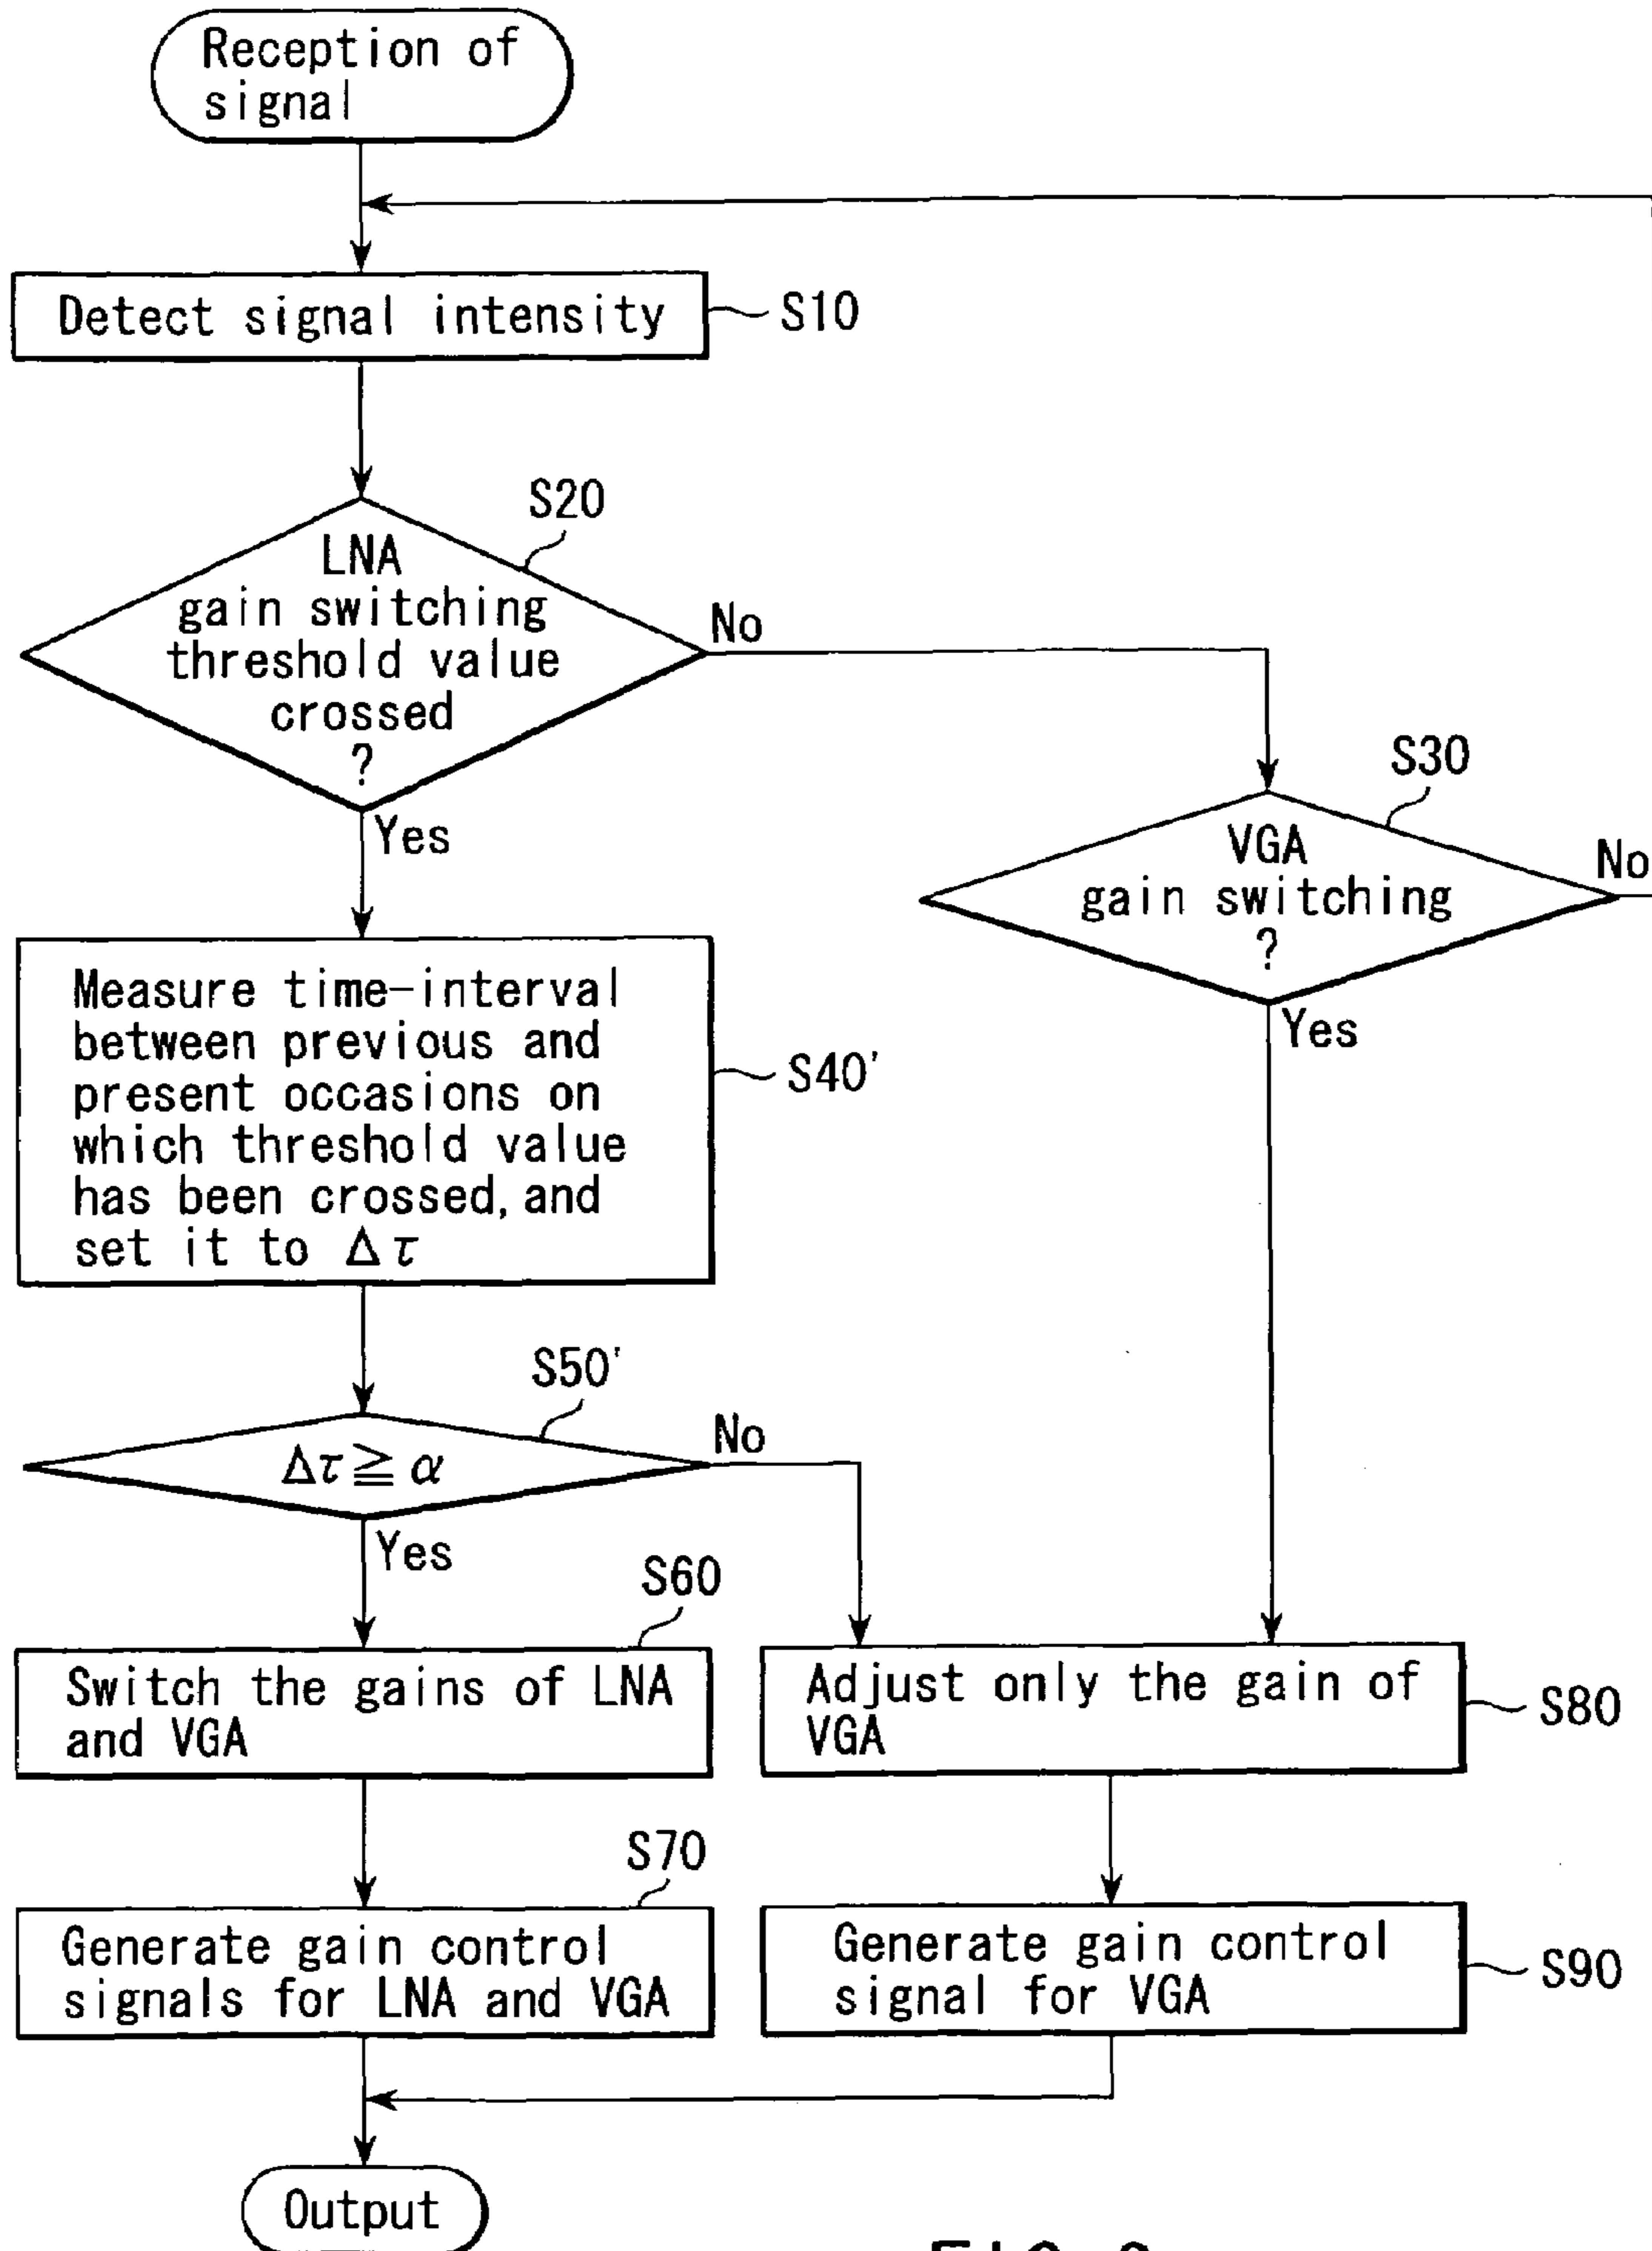 Reception of
signal
Detect signal intensity
S10
S20
LNA
gain switching
threshold value
crossed
?
No
Yes
S30
VGA
gain switching
?
No
Yes
Measure time-interval
between previous and
present occasions on
which threshold value
has been crossed, and
set it to Δτ
S40'
S50'
Δτ≧α
No
Yes
S60
Switch the gains of LNA
and VGA
Adjust only the gain of
VGA
S80
S70
Generate gain control
signals for LNA and VGA
Generate gain control
signal for VGA
S90
Output